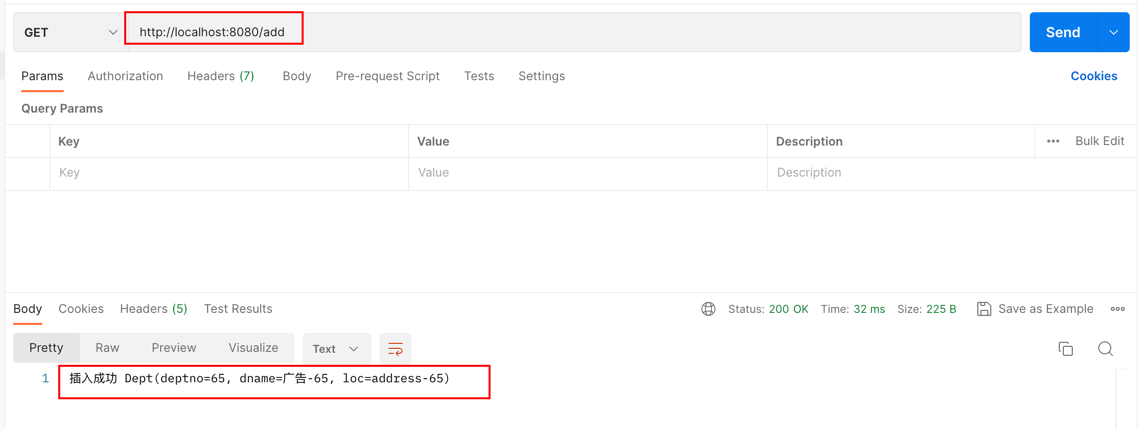 GET http://localhost:8080/add Send
Params Authorization Headers (7) Body Pre-request Script Tests Settings Cookies
Query Params
Key Value Description ••• Bulk Edit
Key Value Description
Body Cookies Headers (5) Test Results Status: 200 OK Time: 32 ms Size: 225 B Save as Example
Pretty Raw Preview Visualize Text
1 插入成功 Dept(deptno=65, dname=广告-65, loc=address-65)